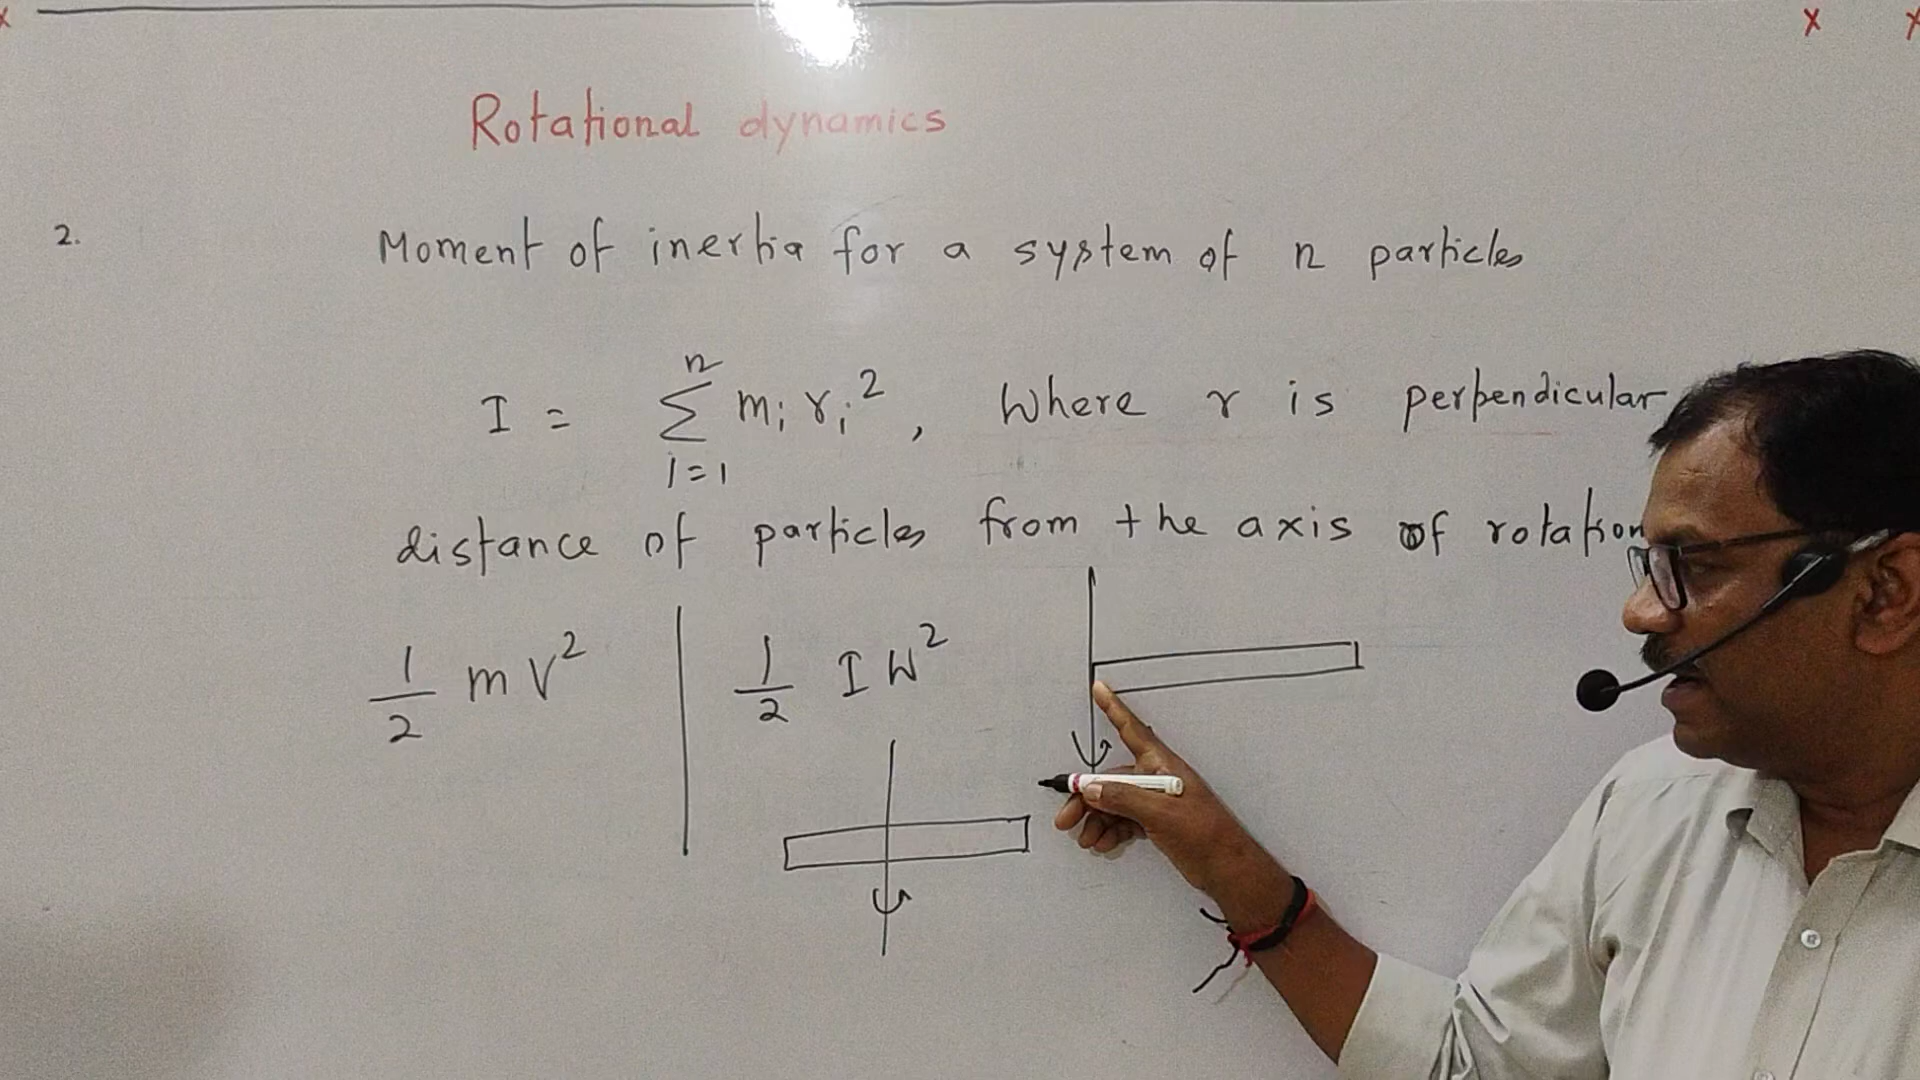 x x x
Rotational dynamics
2. Moment of inertia for a system of n particles
I = \sum_{i=1}^{n} m_i r_i^2 , Where r is perpendicular
distance of particles from the axis of rotation
1/2 m V^2 | 1/2 I W^2